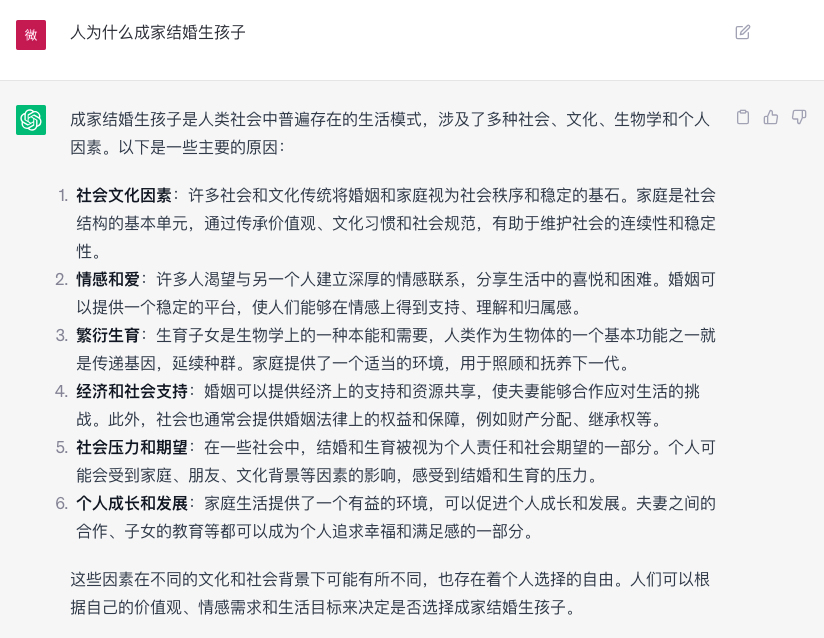 微
人为什么成家结婚生孩子
成家结婚生孩子是人类社会中普遍存在的生活模式，涉及了多种社会、文化、生物学和个人
因素。以下是一些主要的原因：
1. 社会文化因素：许多社会和文化传统将婚姻和家庭视为社会秩序和稳定的基石。家庭是社会
结构的基本单元，通过传承价值观、文化习惯和社会规范，有助于维护社会的连续性和稳定
性。
2. 情感和爱：许多人渴望与另一个人建立深厚的情感联系，分享生活中的喜悦和困难。婚姻可
以提供一个稳定的平台，使人们能够在情感上得到支持、理解和归属感。
3. 繁衍生育：生育子女是生物学上的一种本能和需要，人类作为生物体的一个基本功能之一就
是传递基因，延续种群。家庭提供了一个适当的环境，用于照顾和抚养下一代。
4. 经济和社会支持：婚姻可以提供经济上的支持和资源共享，使夫妻能够合作应对生活的挑
战。此外，社会也通常会提供婚姻法律上的权益和保障，例如财产分配、继承权等。
5. 社会压力和期望：在一些社会中，结婚和生育被视为个人责任和社会期望的一部分。个人可
能会受到家庭、朋友、文化背景等因素的影响，感受到结婚和生育的压力。
6. 个人成长和发展：家庭生活提供了一个有益的环境，可以促进个人成长和发展。夫妻之间的
合作、子女的教育等都可以成为个人追求幸福和满足感的一部分。
这些因素在不同的文化和社会背景下可能有所不同，也存在着个人选择的自由。人们可以根
据自己的价值观、情感需求和生活目标来决定是否选择成家结婚生孩子。